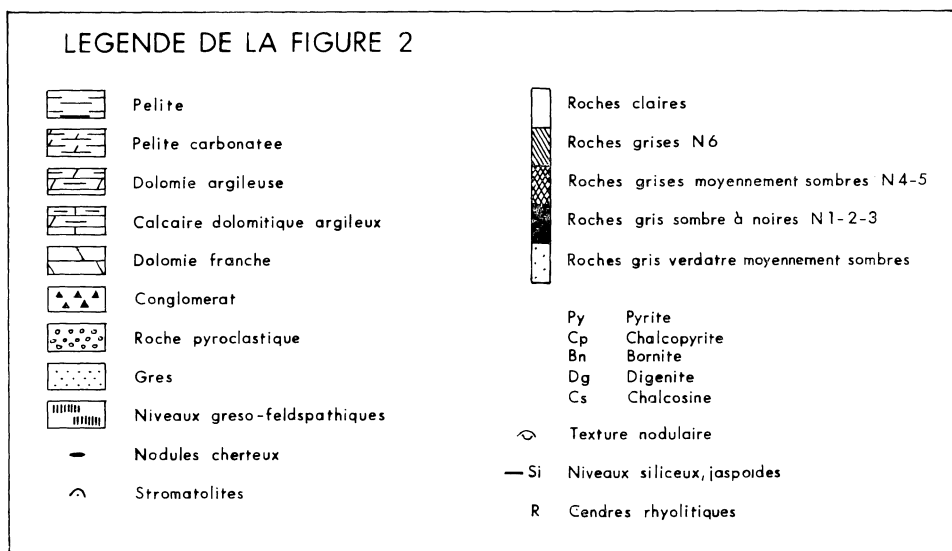 LEGENDE DE LA FIGURE 2
Pelite
Pelite carbonatee
Dolomie argileuse
Calcaire dolomitique argileux
Dolomie franche
Conglomerat
Roche pyroclastique
Gres
Niveaux greso-feldspathiques
Nodules cherteux
Stromatolites
Roches claires
Roches grises N6
Roches grises moyennement sombres N4-5
Roches gris sombre à noires N1-2-3
Roches gris verdatre moyennement sombres
Py Pyrite
Cp Chalcopyrite
Bn Bornite
Dg Digenite
Cs Chalcosine
Texture nodulaire
Si Niveaux siliceux, jaspoides
R Cendres rhyolitiques